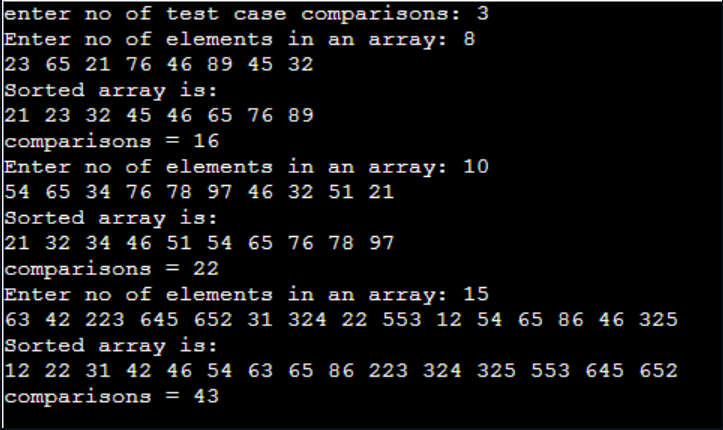 enter no of test case comparisons: 3
Enter no of elements in an array: 8
23 65 21 76 46 89 45 32
Sorted array is:
21 23 32 45 46 65 76 89
comparisons = 16
Enter no of elements in an array: 10
54 65 34 76 78 97 46 32 51 21
Sorted array is:
21 32 34 46 51 54 65 76 78 97
comparisons = 22
Enter no of elements in an array: 15
63 42 223 645 652 31 324 22 553 12 54 65 86 46 325
Sorted array is:
12 22 31 42 46 54 63 65 86 223 324 325 553 645 652
comparisons = 43